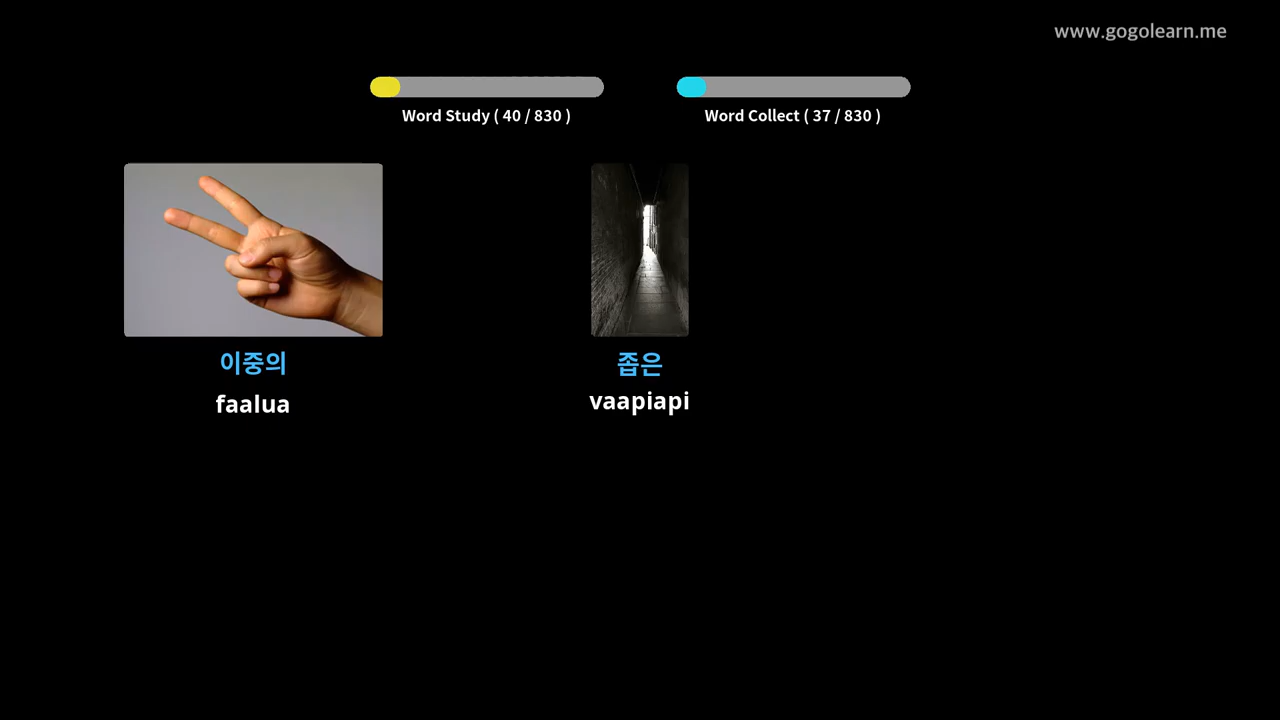 www.gogolearn.me
Word Study ( 40 / 830 )
Word Collect ( 37 / 830 )
이중의
faalua
좁은
vaapiapi